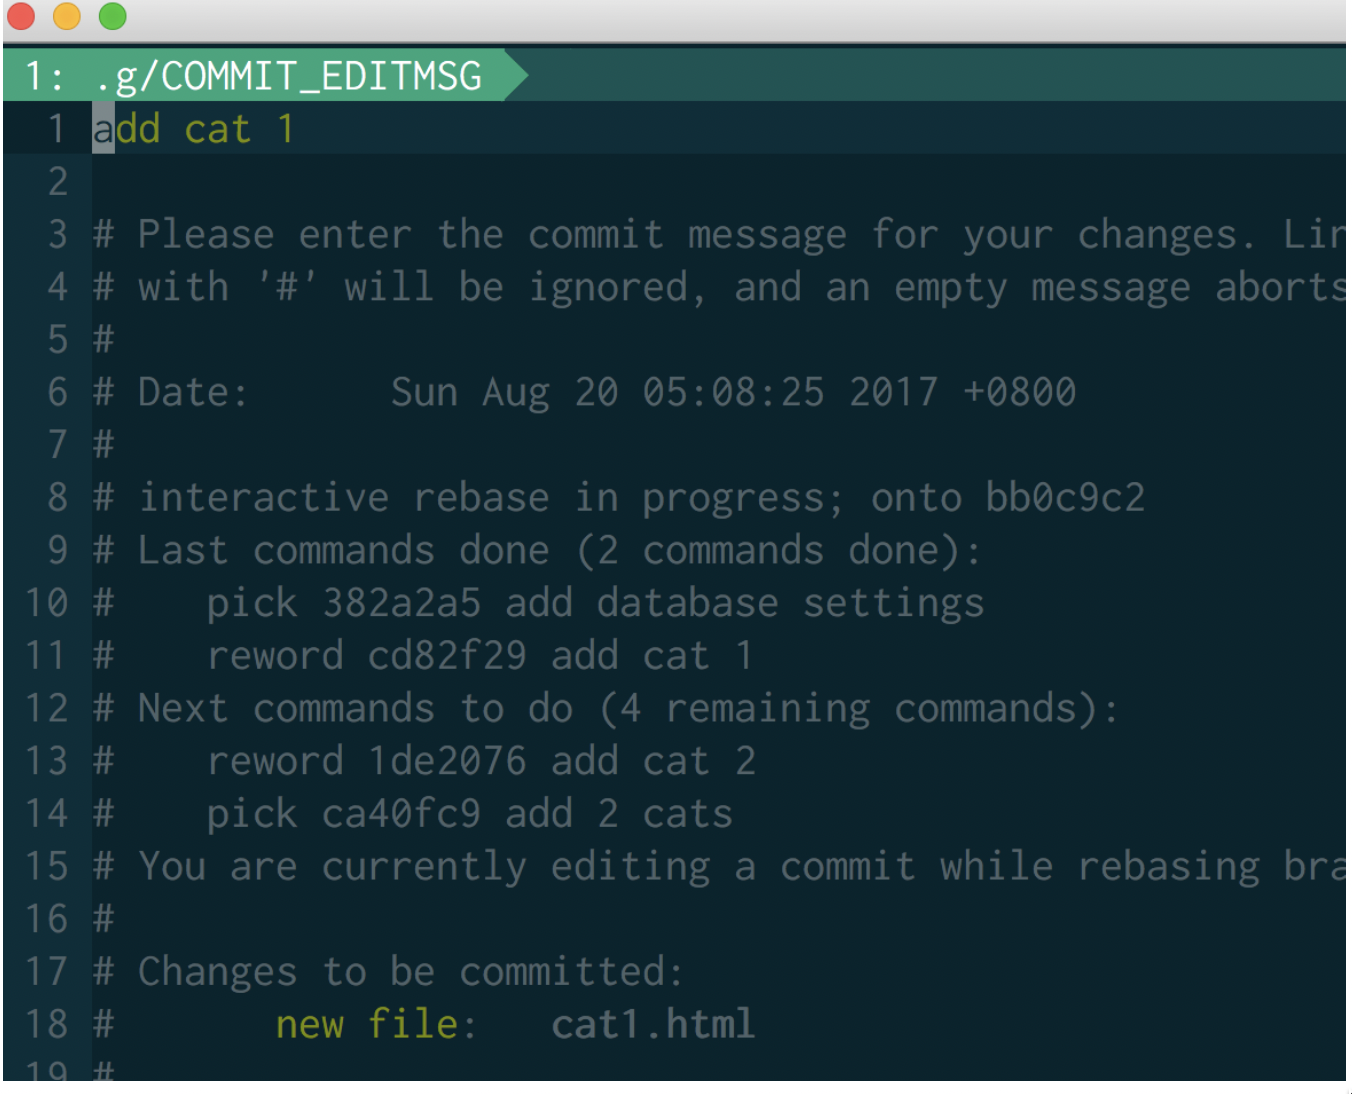 1: .g/COMMIT_EDITMSG
1 add cat 1
2
3 # Please enter the commit message for your changes.
4 # with '#' will be ignored, and an empty message aborts
5 #
6 # Date:      Sun Aug 20 05:08:25 2017 +0800
7 #
8 # interactive rebase in progress; onto bb0c9c2
9 # Last commands done (2 commands done):
10 #    pick 382a2a5 add database settings
11 #    reword cd82f29 add cat 1
12 # Next commands to do (4 remaining commands):
13 #    reword 1de2076 add cat 2
14 #    pick ca40fc9 add 2 cats
15 # You are currently editing a commit while rebasing
16 #
17 # Changes to be committed:
18 #       new file:   cat1.html
19 #